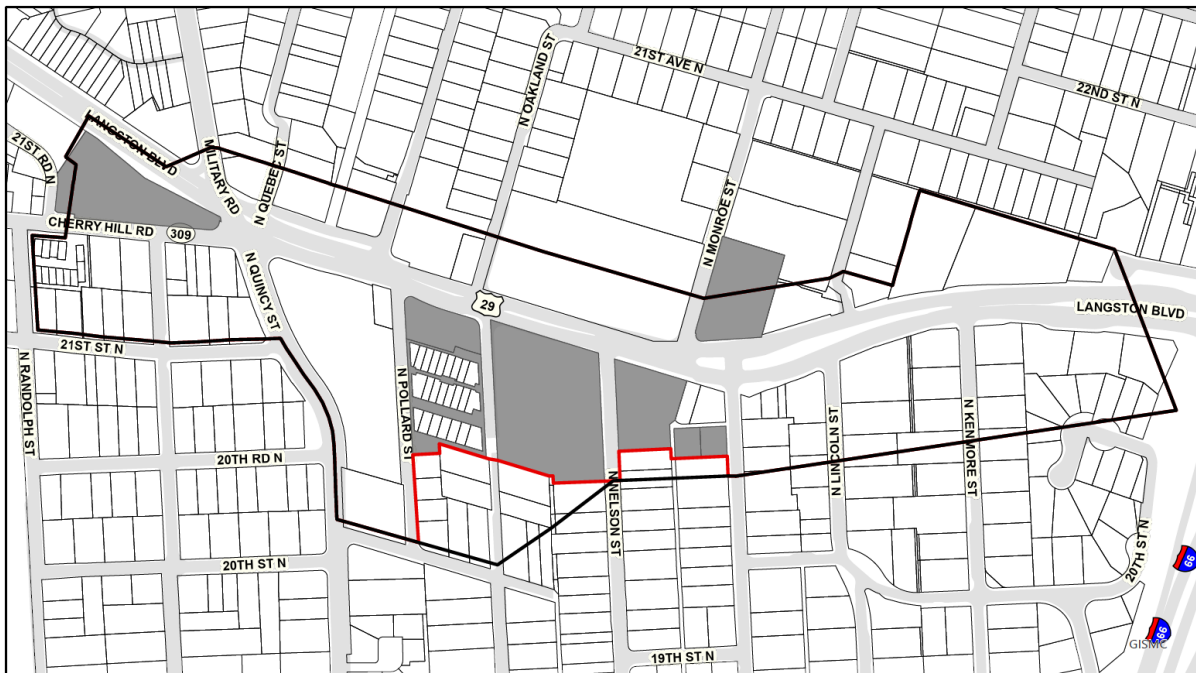 N OAKLAND ST
21ST AVE N
22ND ST N
LANGSTON BLVD
21ST RD N
MILITARY RD
N QUEBEC ST
N MONROE ST
CHERRY HILL RD
309
N QUINCY ST
29
LANGSTON BLVD
21ST ST N
N RANDOLPH ST
N POLLARD ST
N LINCOLN ST
N KENMORE ST
20TH RD N
N NELSON ST
20TH ST N
20TH ST N
66
66
19TH ST N
GISMC